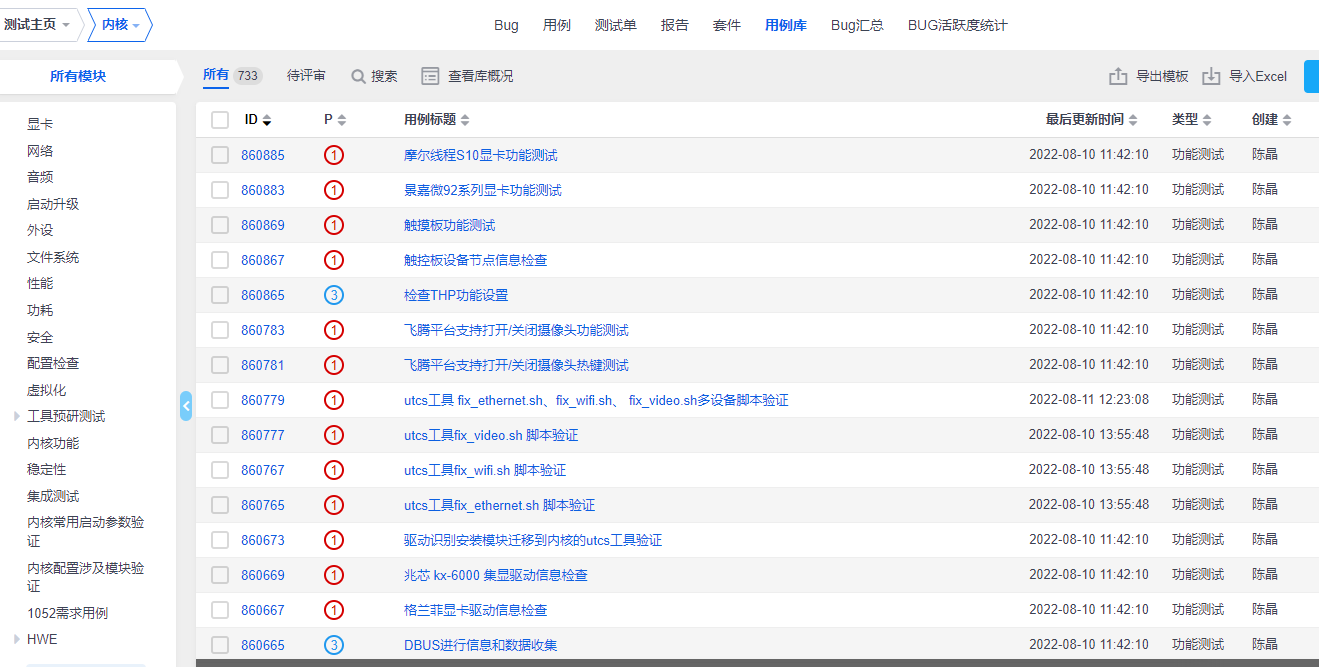 测试主页 内核 Bug 用例 测试单 报告 套件 用例库 Bug汇总 BUG活跃度统计
所有模块 所有 733 待评审 搜索 查看库概况 导出模板 导入Excel
显卡
网络
音频
启动升级
外设
文件系统
性能
功耗
安全
配置检查
虚拟化
工具预研测试
内核功能
稳定性
集成测试
内核常用启动参数验
证
内核配置涉及模块验
证
1052需求用例
HWE
ID P 用例标题 最后更新时间 类型 创建
860885 1 摩尔线程S10显卡功能测试 2022-08-10 11:42:10 功能测试 陈晶
860883 1 景嘉微92系列显卡功能测试 2022-08-10 11:42:10 功能测试 陈晶
860869 1 触摸板功能测试 2022-08-10 11:42:10 功能测试 陈晶
860867 1 触控板设备节点信息检查 2022-08-10 11:42:10 功能测试 陈晶
860865 3 检查THP功能设置 2022-08-10 11:42:10 功能测试 陈晶
860783 1 飞腾平台支持打开/关闭摄像头功能测试 2022-08-10 11:42:10 功能测试 陈晶
860781 1 飞腾平台支持打开/关闭摄像头热键测试 2022-08-10 11:42:10 功能测试 陈晶
860779 1 utcs工具 fix_ethernet.sh、fix_wifi.sh、 fix_video.sh多设备脚本验证 2022-08-11 12:23:08 功能测试 陈晶
860777 1 utcs工具fix_video.sh 脚本验证 2022-08-10 13:55:48 功能测试 陈晶
860767 1 utcs工具fix_wifi.sh 脚本验证 2022-08-10 13:55:48 功能测试 陈晶
860765 1 utcs工具fix_ethernet.sh 脚本验证 2022-08-10 13:55:48 功能测试 陈晶
860673 1 驱动识别安装模块迁移到内核的utcs工具验证 2022-08-10 11:42:10 功能测试 陈晶
860669 1 兆芯 kx-6000 集显驱动信息检查 2022-08-10 11:42:10 功能测试 陈晶
860667 1 格兰菲显卡驱动信息检查 2022-08-10 11:42:10 功能测试 陈晶
860665 3 DBUS进行信息和数据收集 2022-08-10 11:42:10 功能测试 陈晶